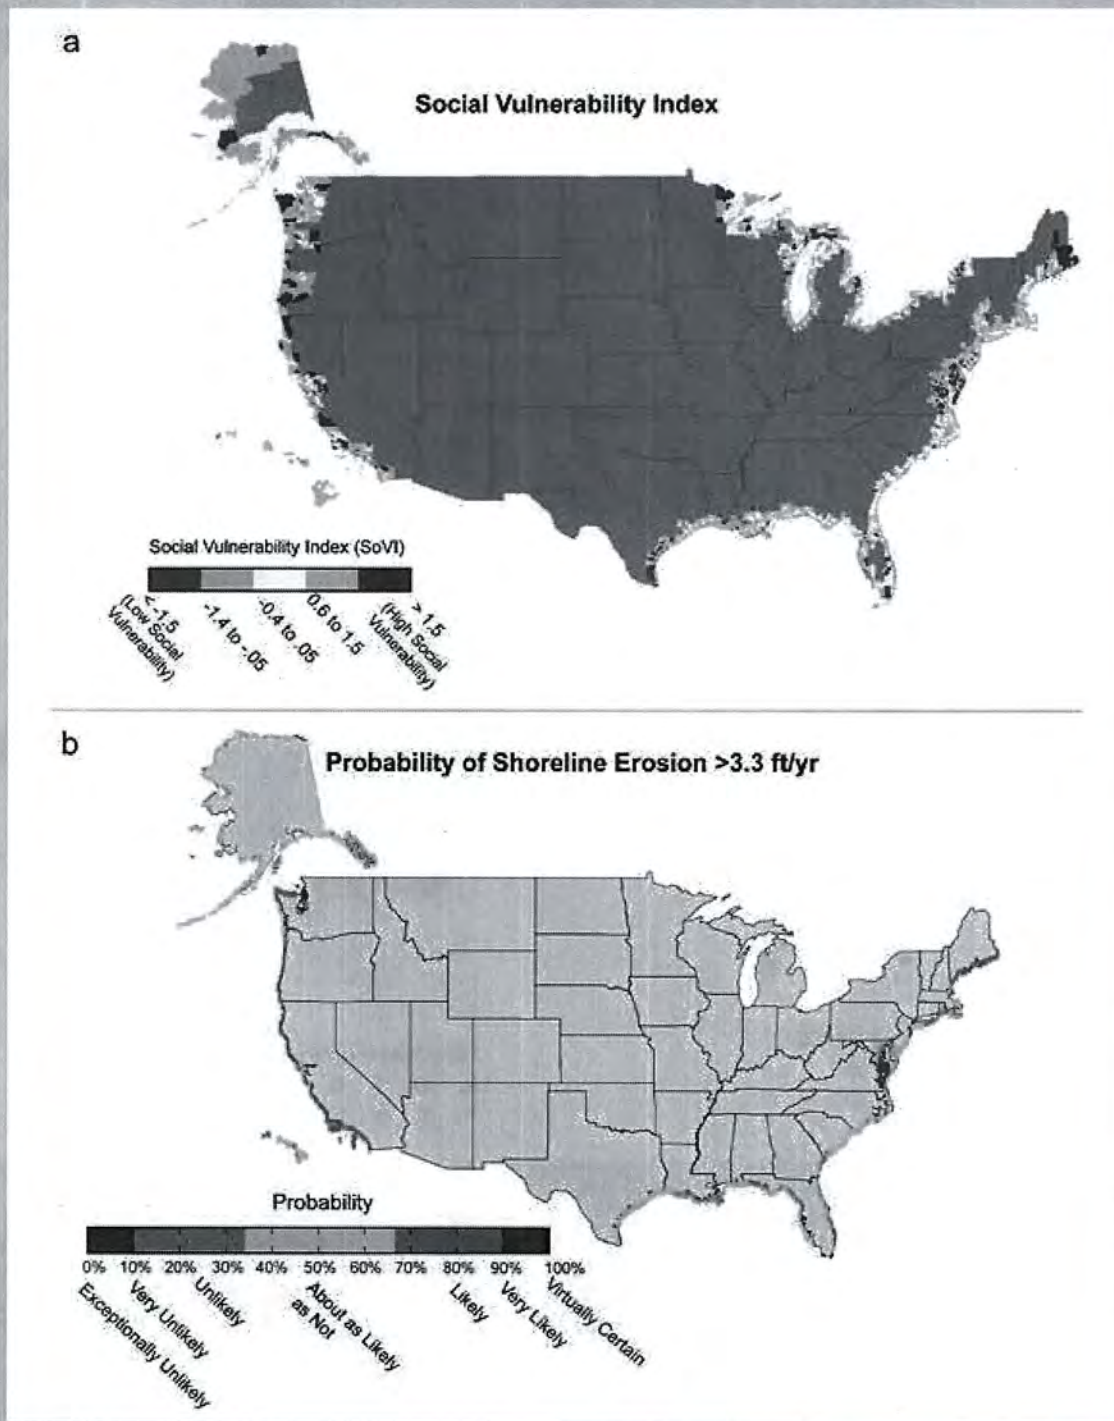 a
Social Vulnerability Index
Social Vulnerability Index (SoVI)
< -1.5
(Low Social
Vulnerability)
-1.4 to -.05
-0.4 to .05
0.6 to 1.5
> 1.5
(High Social
Vulnerability)
b
Probability of Shoreline Erosion >3.3 ft/yr
Probability
0% 10% 20% 30% 40% 50% 60% 70% 80% 90% 100%
Exceptionally Unlikely
Very Unlikely
Unlikely
About as Likely
as Not
Likely
Very Likely
Virtually Certain